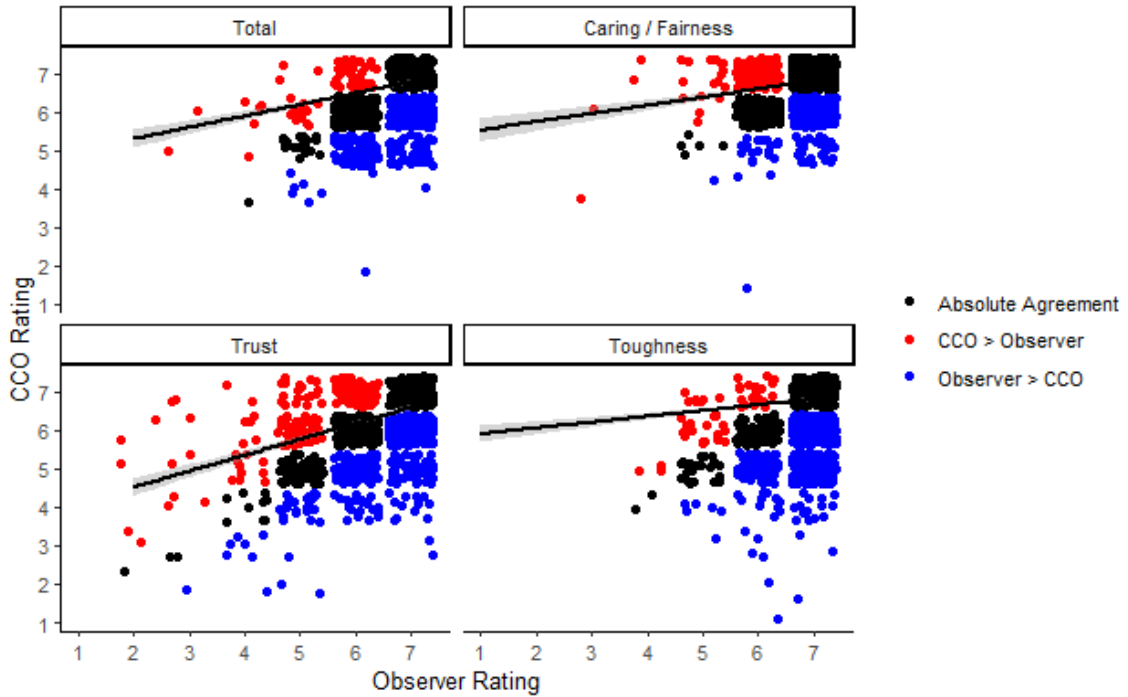 Total
Caring / Fairness
7
6
5
4
3
2
1
Trust
Toughness
7
6
5
4
3
2
1
CCO Rating
1 2 3 4 5 6 7
1 2 3 4 5 6 7
Observer Rating
Absolute Agreement
CCO > Observer
Observer > CCO